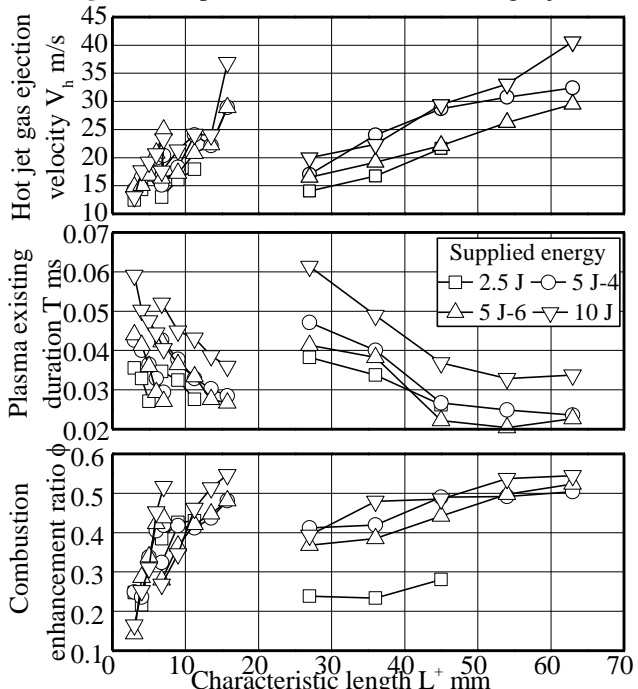 Hot jet gas ejection
velocity V_h m/s
45
40
35
30
25
20
15
10
Plasma existing
duration T ms
0.07
0.06
0.05
0.04
0.03
0.02
Supplied energy
2.5 J 5 J-4
5 J-6 10 J
Combustion
enhancement ratio ϕ
0.6
0.5
0.4
0.3
0.2
0.1
0 10 20 30 40 50 60 70
Characteristic length L⁺ mm